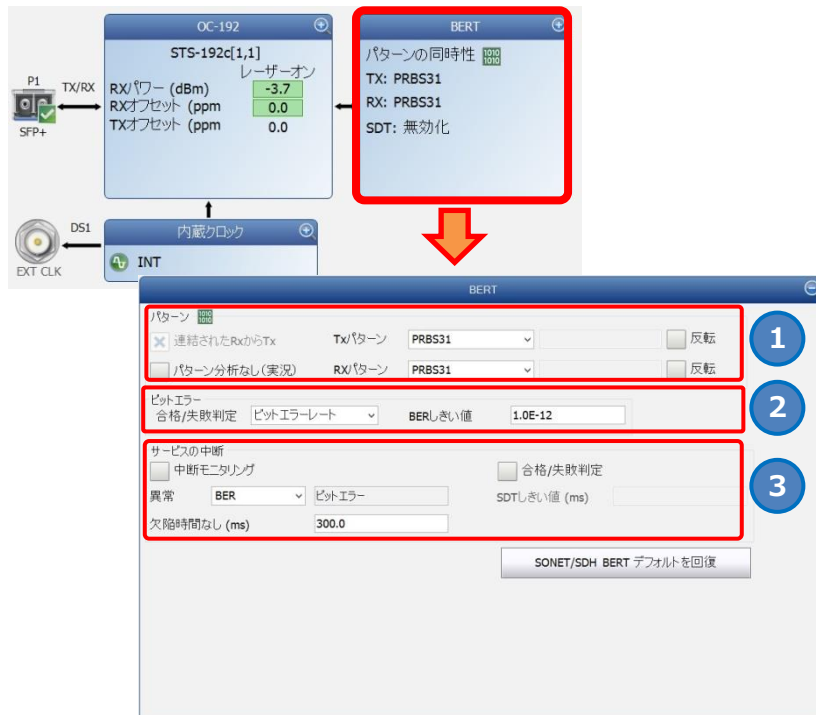 OC-192
STS-192c[1,1]
レーザーオン
RXパワー (dBm) -3.7
RXオフセット (ppm 0.0
TXオフセット (ppm 0.0
P1
TX/RX
SFP+
BERT
パターンの同時性 1010 1010
TX: PRBS31
RX: PRBS31
SDT: 無効化
DS1
EXT CLK
内蔵クロック
INT
BERT
パターン 1010 1010
連結されたRxからTx Txパターン PRBS31 反転
パターン分析なし(実況) RXパターン PRBS31 反転
1
ビットエラー
合格/失敗判定 ビットエラーレート BERしきい値 1.0E-12
2
サービスの中断
中断モニタリング 合格/失敗判定
異常 BER ビットエラー SDTしきい値 (ms)
欠陥時間なし (ms) 300.0
3
SONET/SDH BERT デフォルトを回復